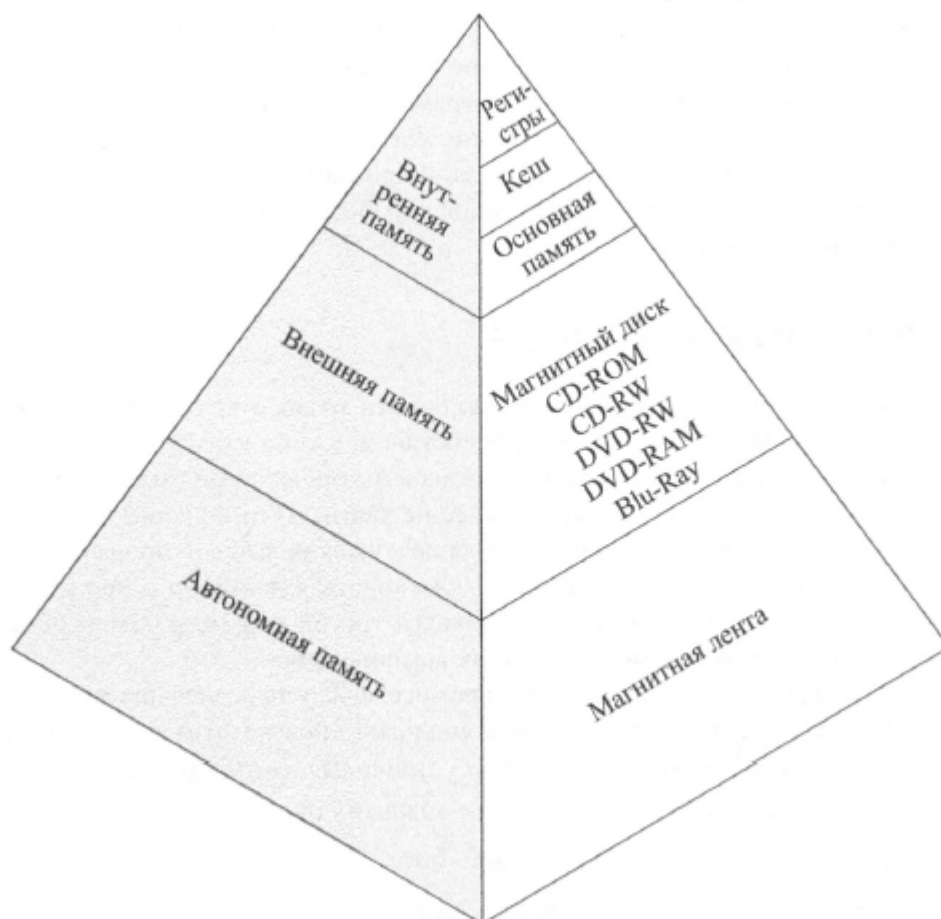 Реги-
стры
Кеш
Основная
память
Внут-
ренняя
память
Магнитный диск
CD-ROM
CD-RW
DVD-RW
DVD-RAM
Blu-Ray
Внешняя память
Магнитная лента
Автономная память